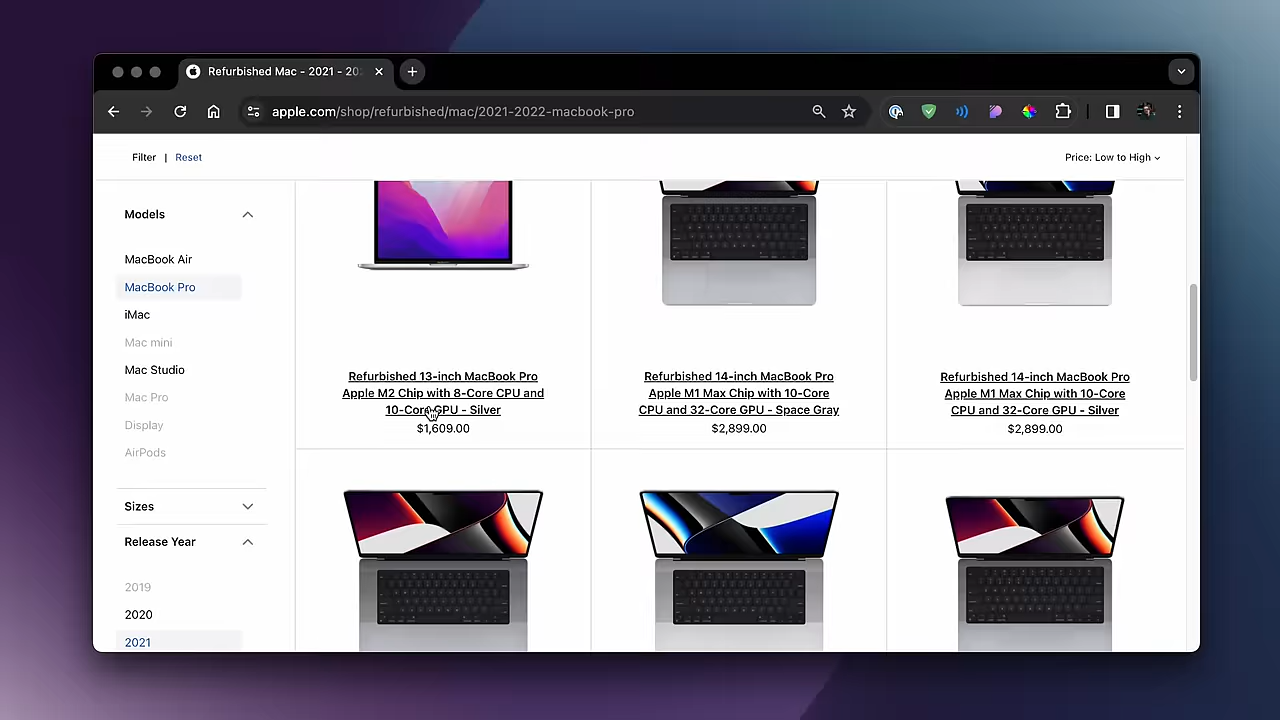 Refurbished Mac - 2021 - 20
apple.com/shop/refurbished/mac/2021-2022-macbook-pro
Filter | Reset
Price: Low to High
Models
MacBook Air
MacBook Pro
iMac
Mac mini
Mac Studio
Mac Pro
Display
AirPods
Sizes
Release Year
2019
2020
2021
Refurbished 13-inch MacBook Pro
Apple M2 Chip with 8-Core CPU and
10-Core GPU - Silver
$1,609.00
Refurbished 14-inch MacBook Pro
Apple M1 Max Chip with 10-Core
CPU and 32-Core GPU - Space Gray
$2,899.00
Refurbished 14-inch MacBook Pro
Apple M1 Max Chip with 10-Core
CPU and 32-Core GPU - Silver
$2,899.00